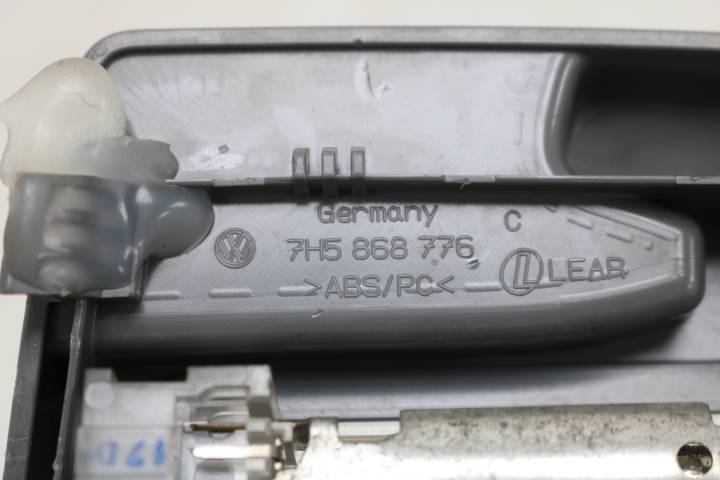 Germany
C
7H5 868 776
LEAR
>ABS/PC<